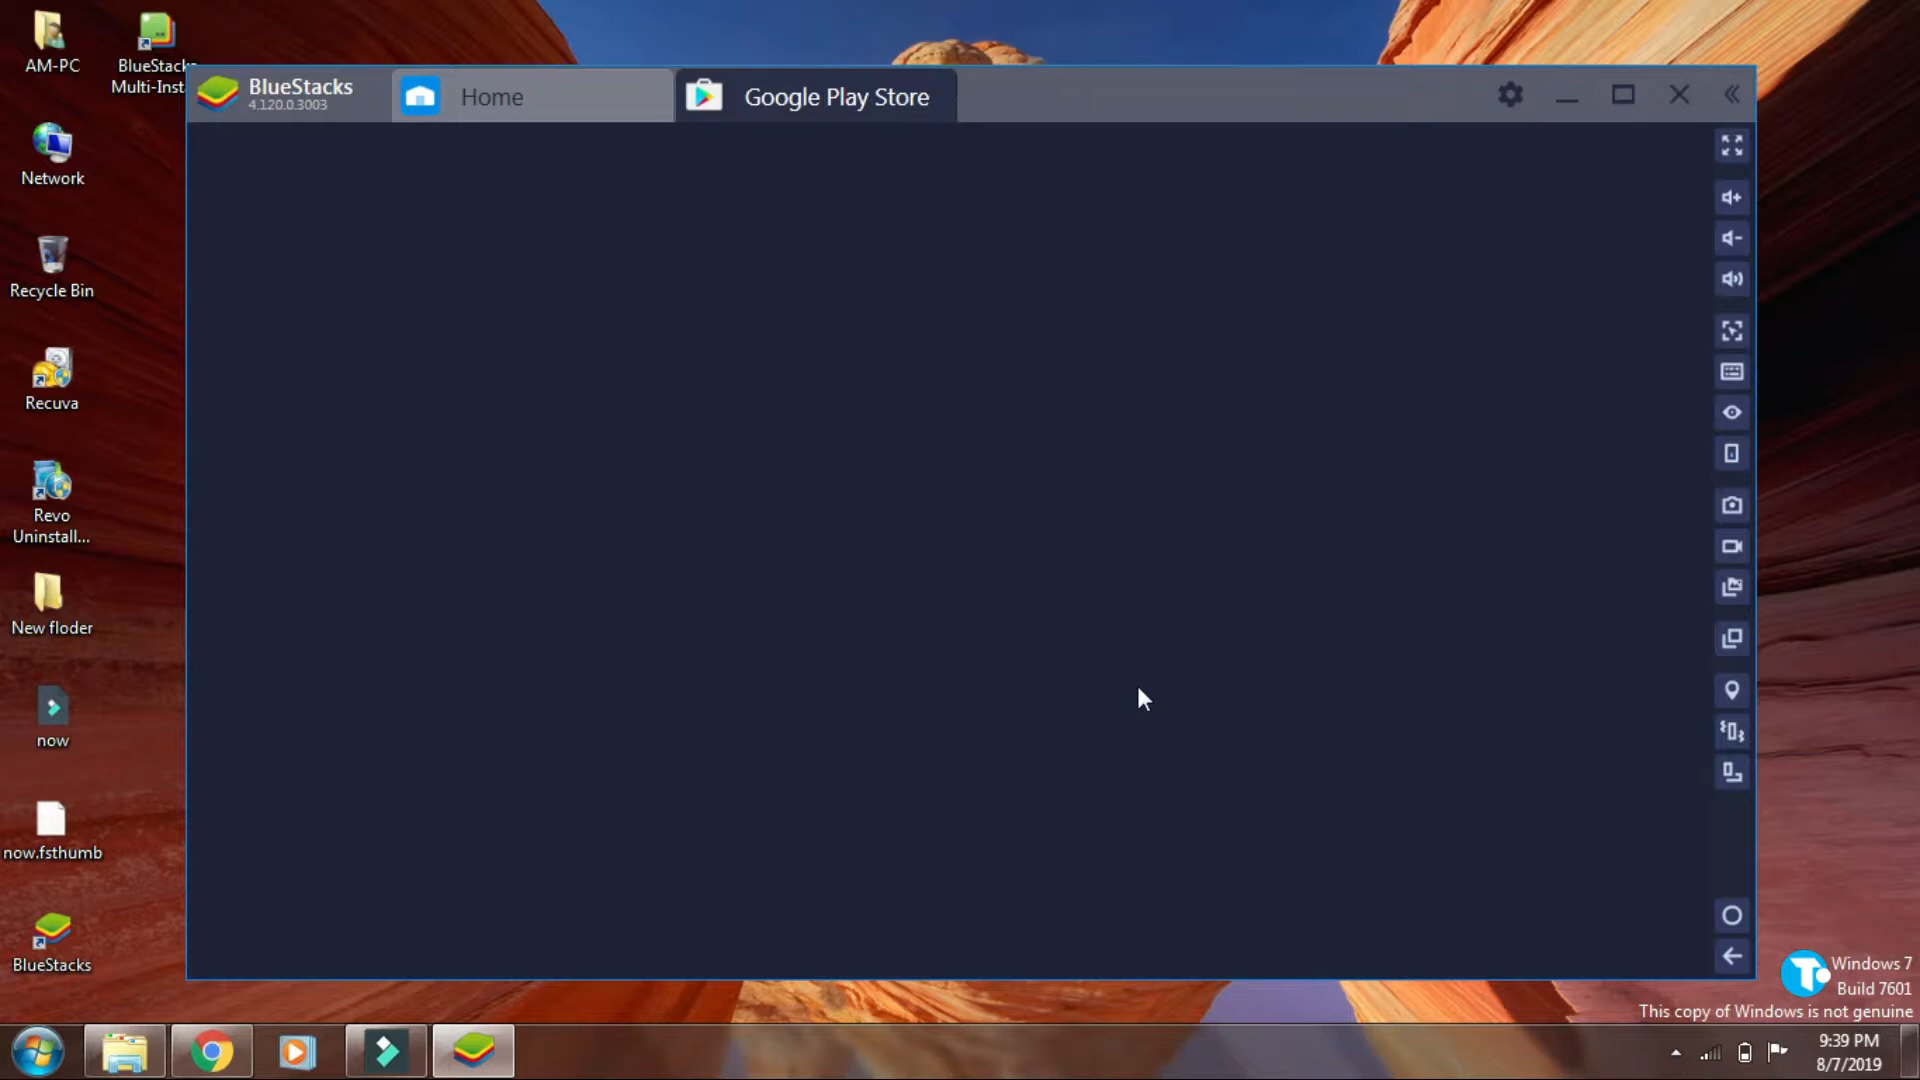 AM-PC
BlueStacks
Multi-Inst
Network
Recycle Bin
Recuva
Revo
Uninstall...
New floder
now
now.fsthumb
BlueStacks
BlueStacks
4.120.0.3003
Home
Google Play Store
Windows 7
Build 7601
This copy of Windows is not genuine
9:39 PM
8/7/2019